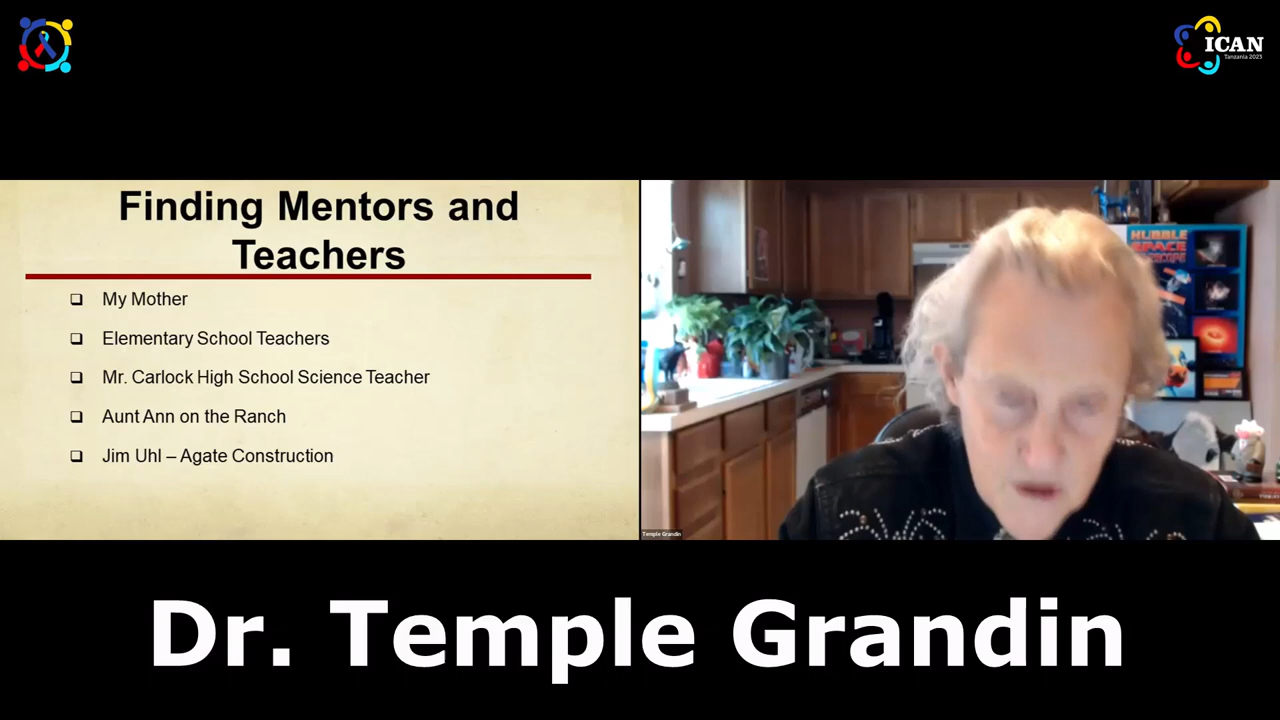 ICAN
Tanzania 2023
Finding Mentors and
Teachers
❑ My Mother
❑ Elementary School Teachers
❑ Mr. Carlock High School Science Teacher
❑ Aunt Ann on the Ranch
❑ Jim Uhl – Agate Construction
HUBBLE
SPACE
Temple Grandin
Dr. Temple Grandin